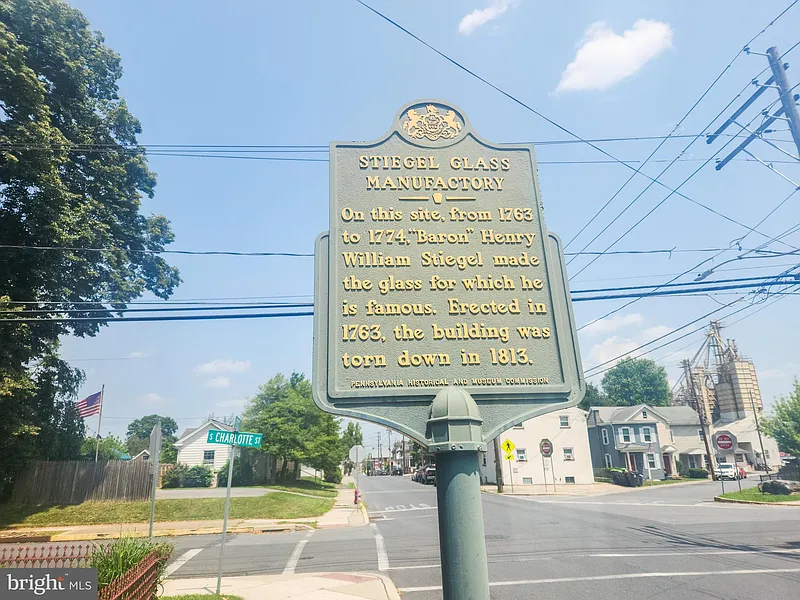 STIEGEL GLASS
MANUFACTORY
On this site, from 1763
to 1774, "Baron" Henry
William Stiegel made
the glass for which he
is famous. Erected in
1763, the building was
torn down in 1813.
PENNSYLVANIA HISTORICAL AND MUSEUM COMMISSION
S CHARLOTTE ST
bright MLS